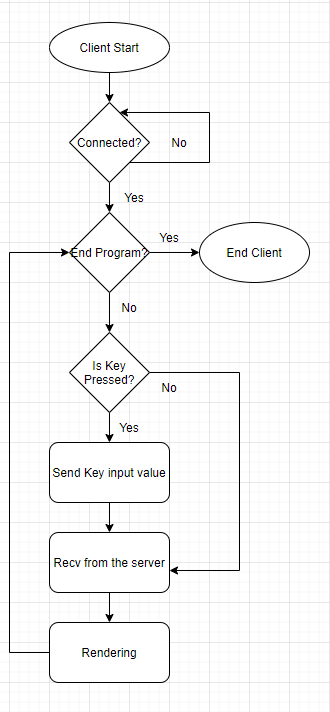 Client Start
Connected?
No
Yes
End Program?
Yes
End Client
No
Is Key
Pressed?
No
Yes
Send Key input value
Recv from the server
Rendering